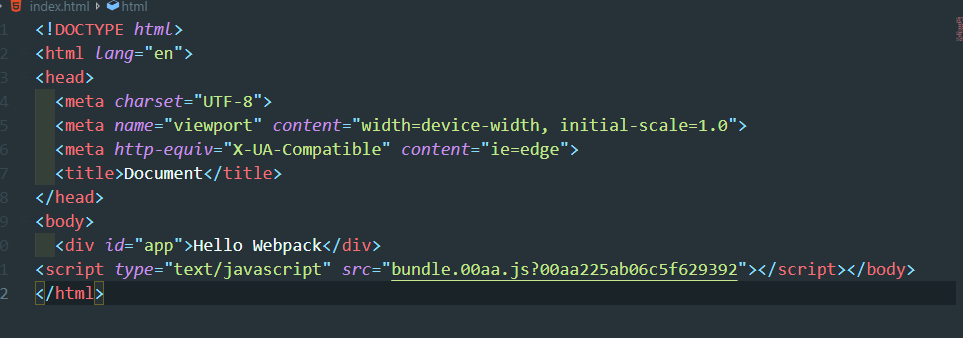 index.html > html
1 <!DOCTYPE html>
2 <html lang="en">
3 <head>
4   <meta charset="UTF-8">
5   <meta name="viewport" content="width=device-width, initial-scale=1.0">
6   <meta http-equiv="X-UA-Compatible" content="ie=edge">
7   <title>Document</title>
8 </head>
9 <body>
0   <div id="app">Hello Webpack</div>
1 <script type="text/javascript" src="bundle.00aa.js?00aa225ab06c5f629392"></script></body>
2 </html>